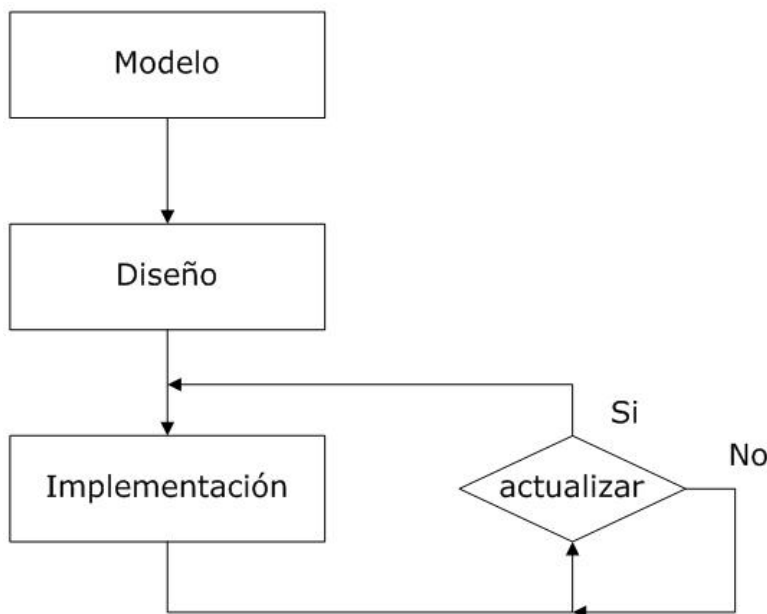 Modelo
Diseño
Si
No
Implementación
actualizar